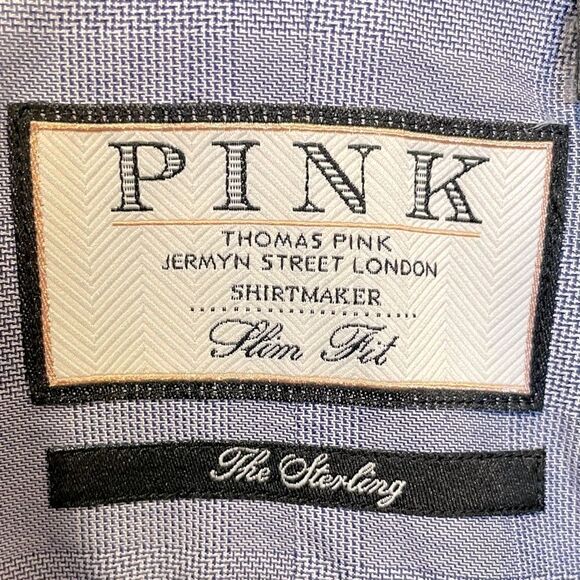 PINK
THOMAS PINK
JERMYN STREET LONDON
SHIRTMAKER
Slim Fit
The Sterling